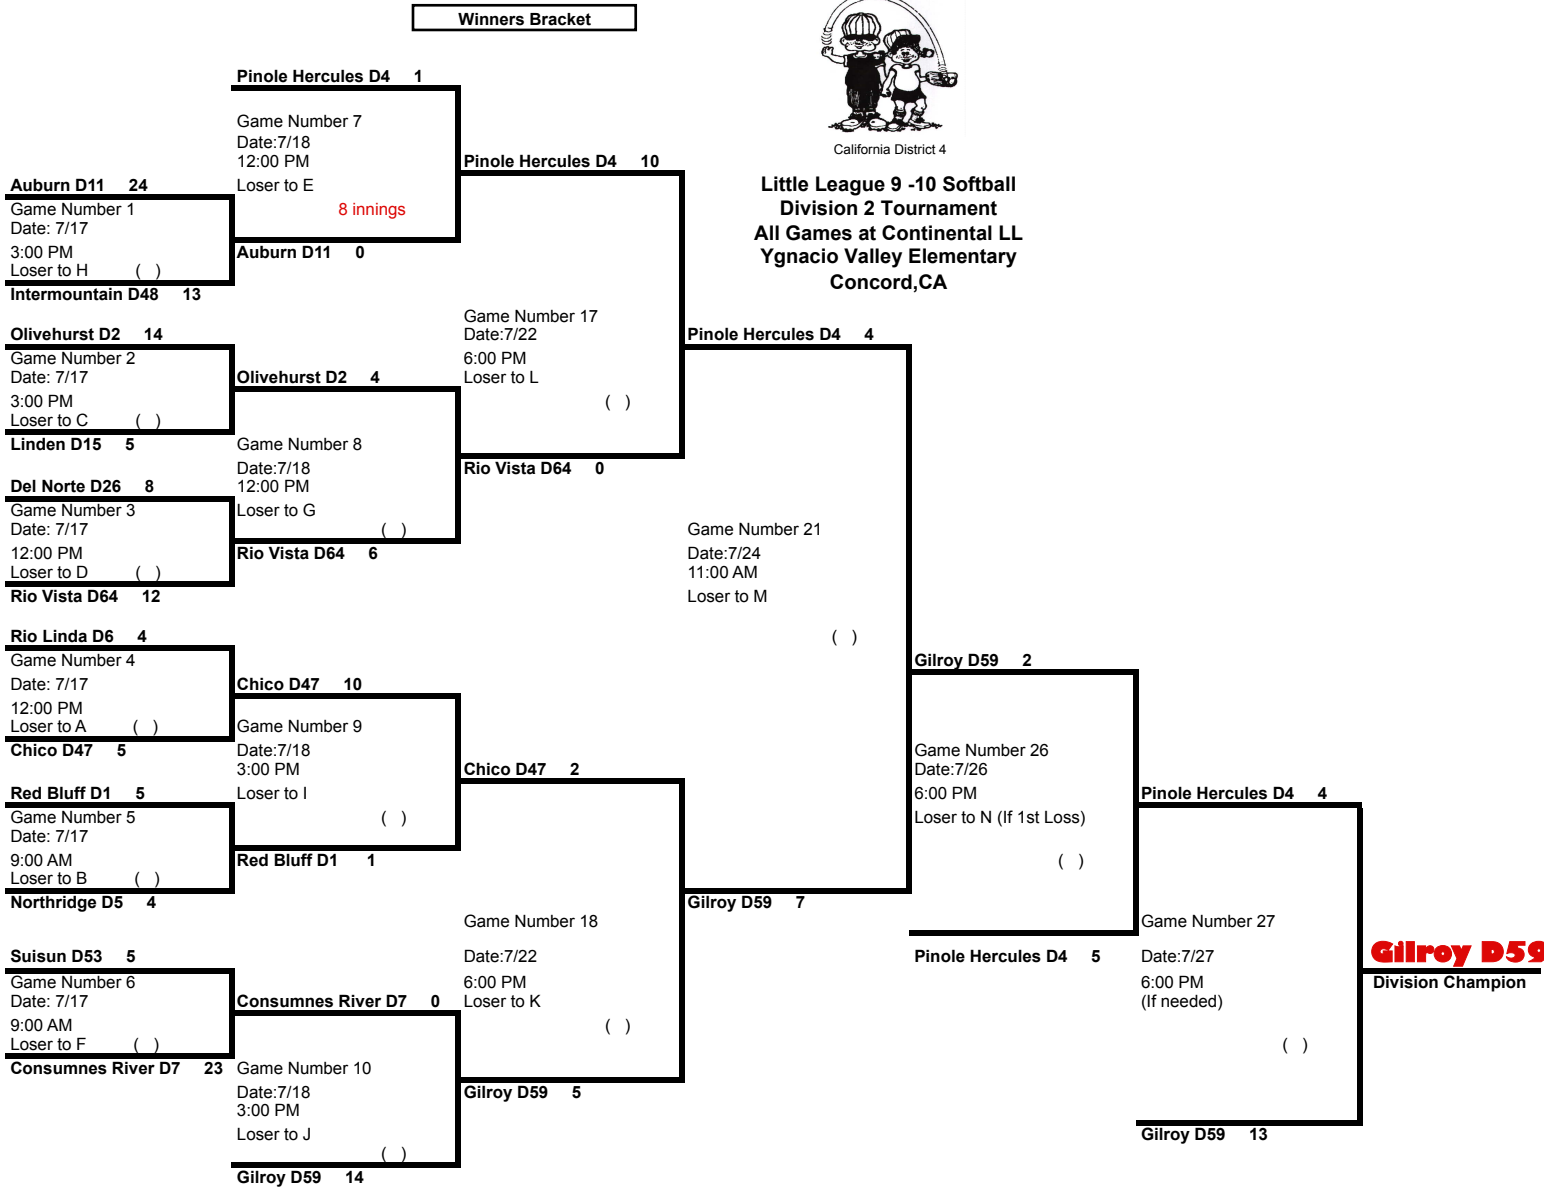 Winners Bracket
California District 4
Little League 9 -10 Softball
Division 2 Tournament
All Games at Continental LL
Ygnacio Valley Elementary
Concord,CA
Auburn D11 24
Game Number 1
Date: 7/17
3:00 PM
Loser to H ( )
Intermountain D48 13
Olivehurst D2 14
Game Number 2
Date: 7/17
3:00 PM
Loser to C ( )
Linden D15 5
Del Norte D26 8
Game Number 3
Date: 7/17
12:00 PM
Loser to D ( )
Rio Vista D64 12
Rio Linda D6 4
Game Number 4
Date: 7/17
12:00 PM
Loser to A ( )
Chico D47 5
Red Bluff D1 5
Game Number 5
Date: 7/17
9:00 AM
Loser to B ( )
Northridge D5 4
Suisun D53 5
Game Number 6
Date: 7/17
9:00 AM
Loser to F ( )
Consumnes River D7 23
Pinole Hercules D4 1
Game Number 7
Date:7/18
12:00 PM
Loser to E
8 innings
Auburn D11 0
Olivehurst D2 4
Game Number 8
Date:7/18
12:00 PM
Loser to G
( )
Rio Vista D64 6
Chico D47 10
Game Number 9
Date:7/18
3:00 PM
Loser to I
( )
Red Bluff D1 1
Consumnes River D7 0
Game Number 10
Date:7/18
3:00 PM
Loser to J
( )
Gilroy D59 14
Pinole Hercules D4 10
Game Number 17
Date:7/22
6:00 PM
Loser to L
( )
Rio Vista D64 0
Chico D47 2
Game Number 18
Date:7/22
6:00 PM
Loser to K
( )
Gilroy D59 5
Pinole Hercules D4 4
Game Number 21
Date:7/24
11:00 AM
Loser to M
( )
Gilroy D59 7
Gilroy D59 2
Game Number 26
Date:7/26
6:00 PM
Loser to N (If 1st Loss)
( )
Pinole Hercules D4 5
Pinole Hercules D4 4
Game Number 27
Date:7/27
6:00 PM
(If needed)
( )
Gilroy D59 13
Gilroy D59
Division Champion